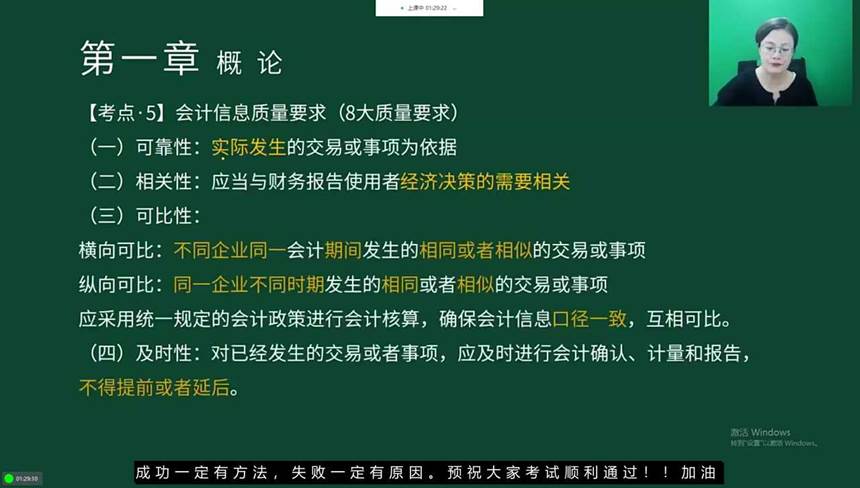 上课中 01:29:22
第一章 概 论
【考点·5】会计信息质量要求（8大质量要求）
（一）可靠性：实际发生的交易或事项为依据
（二）相关性：应当与财务报告使用者经济决策的需要相关
（三）可比性：
横向可比：不同企业同一会计期间发生的相同或者相似的交易或事项
纵向可比：同一企业不同时期发生的相同或者相似的交易或事项
应采用统一规定的会计政策进行会计核算，确保会计信息口径一致，互相可比。
（四）及时性：对已经发生的交易或者事项，应及时进行会计确认、计量和报告，
不得提前或者延后。
激活 Windows
转到“设置”以激活 Windows。
01:29:10
成功一定有方法，失败一定有原因。预祝大家考试顺利通过！！加油